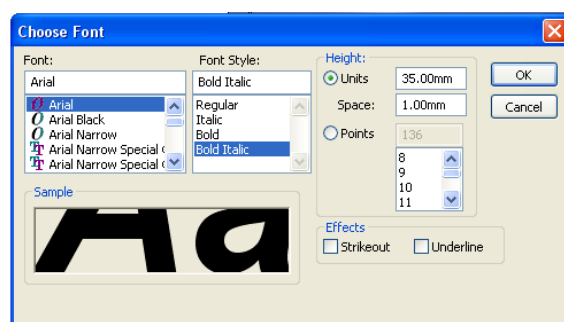 Choose Font
Font:
Arial
Arial
Arial Black
Arial Narrow
Arial Narrow Special
Arial Narrow Special
Font Style:
Bold Italic
Regular
Italic
Bold
Bold Italic
Height:
Units
35.00mm
Space:
1.00mm
Points
136
8
9
10
11
OK
Cancel
Sample
Aa
Effects
Strikeout
Underline